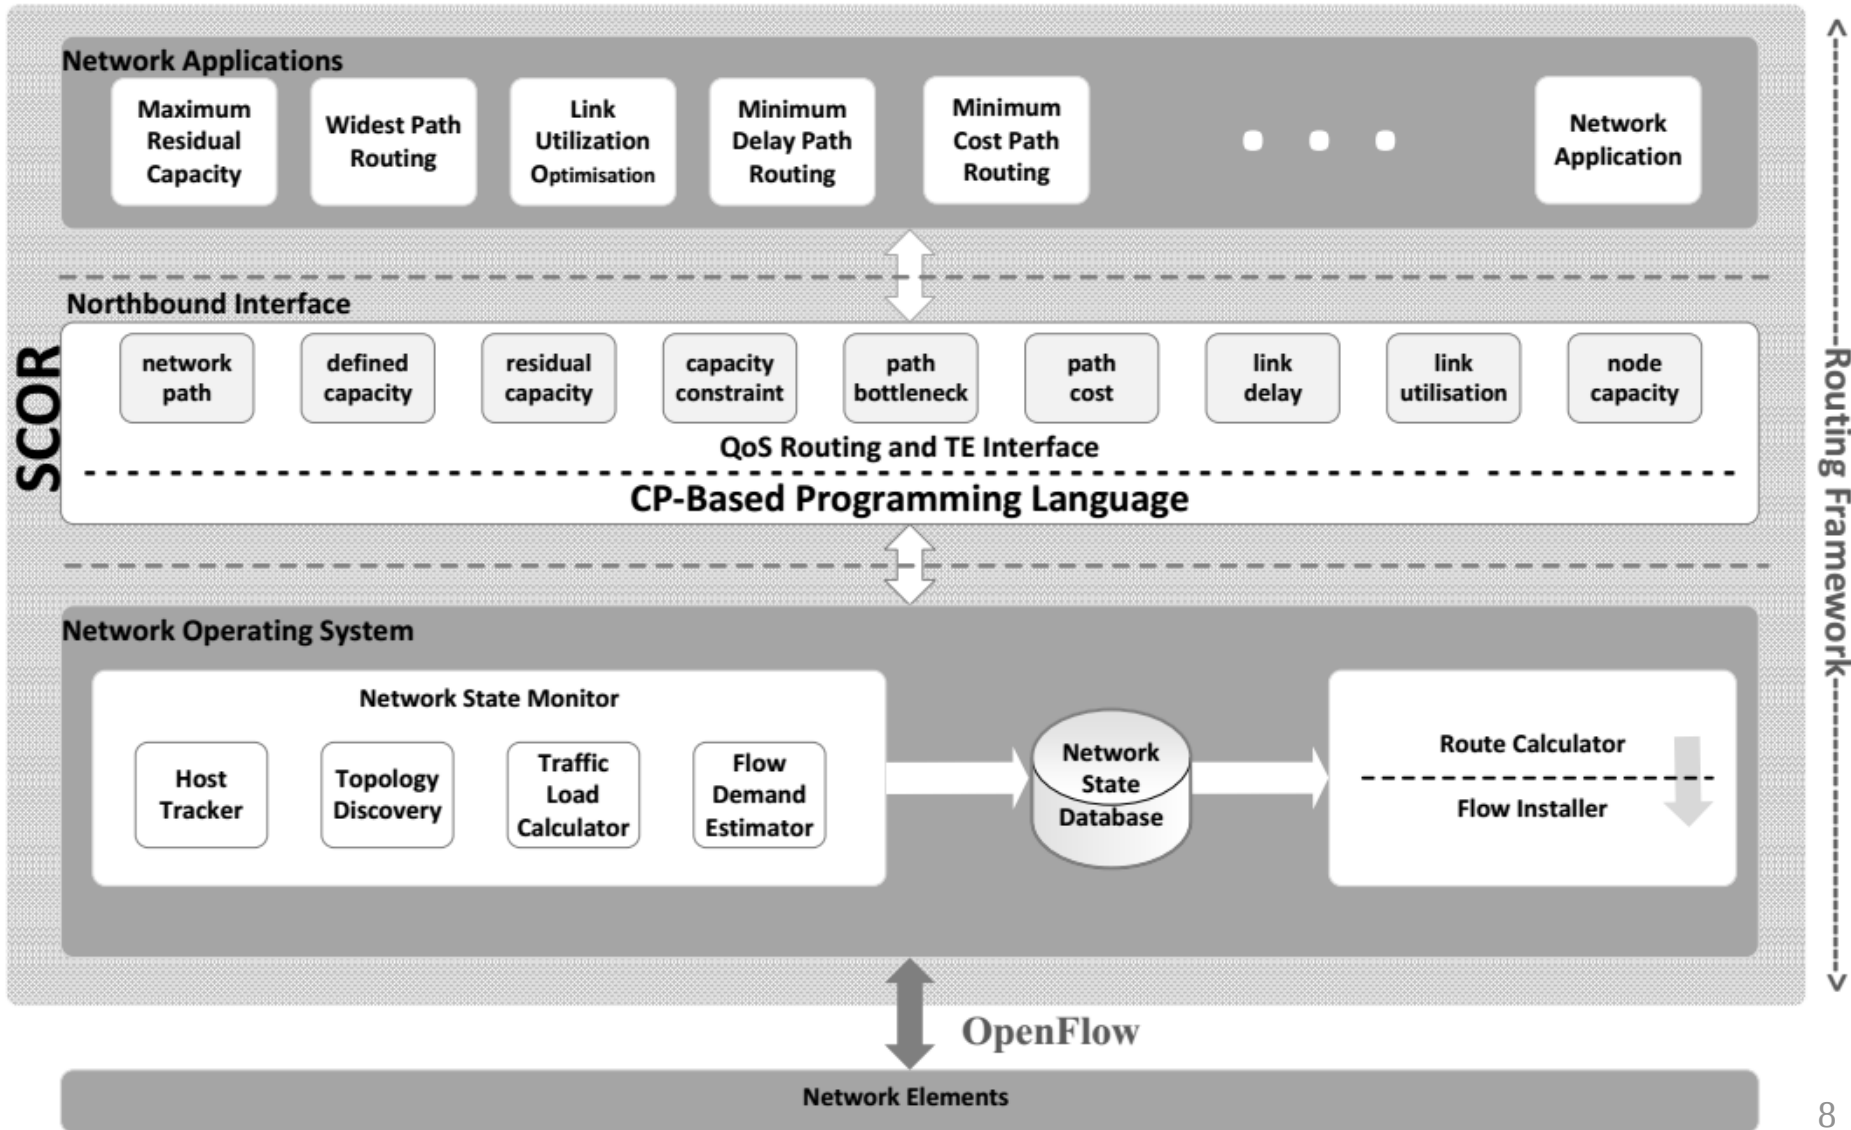 Network Applications
Maximum
Residual
Capacity
Widest Path
Routing
Link
Utilization
Optimisation
Minimum
Delay Path
Routing
Minimum
Cost Path
Routing
Network
Application
Northbound Interface
SCOR
network
path
defined
capacity
residual
capacity
capacity
constraint
path
bottleneck
path
cost
link
delay
link
utilisation
node
capacity
QoS Routing and TE Interface
CP-Based Programming Language
Network Operating System
Network State Monitor
Host
Tracker
Topology
Discovery
Traffic
Load
Calculator
Flow
Demand
Estimator
Network
State
Database
Route Calculator
Flow Installer
Routing Framework
OpenFlow
Network Elements
8